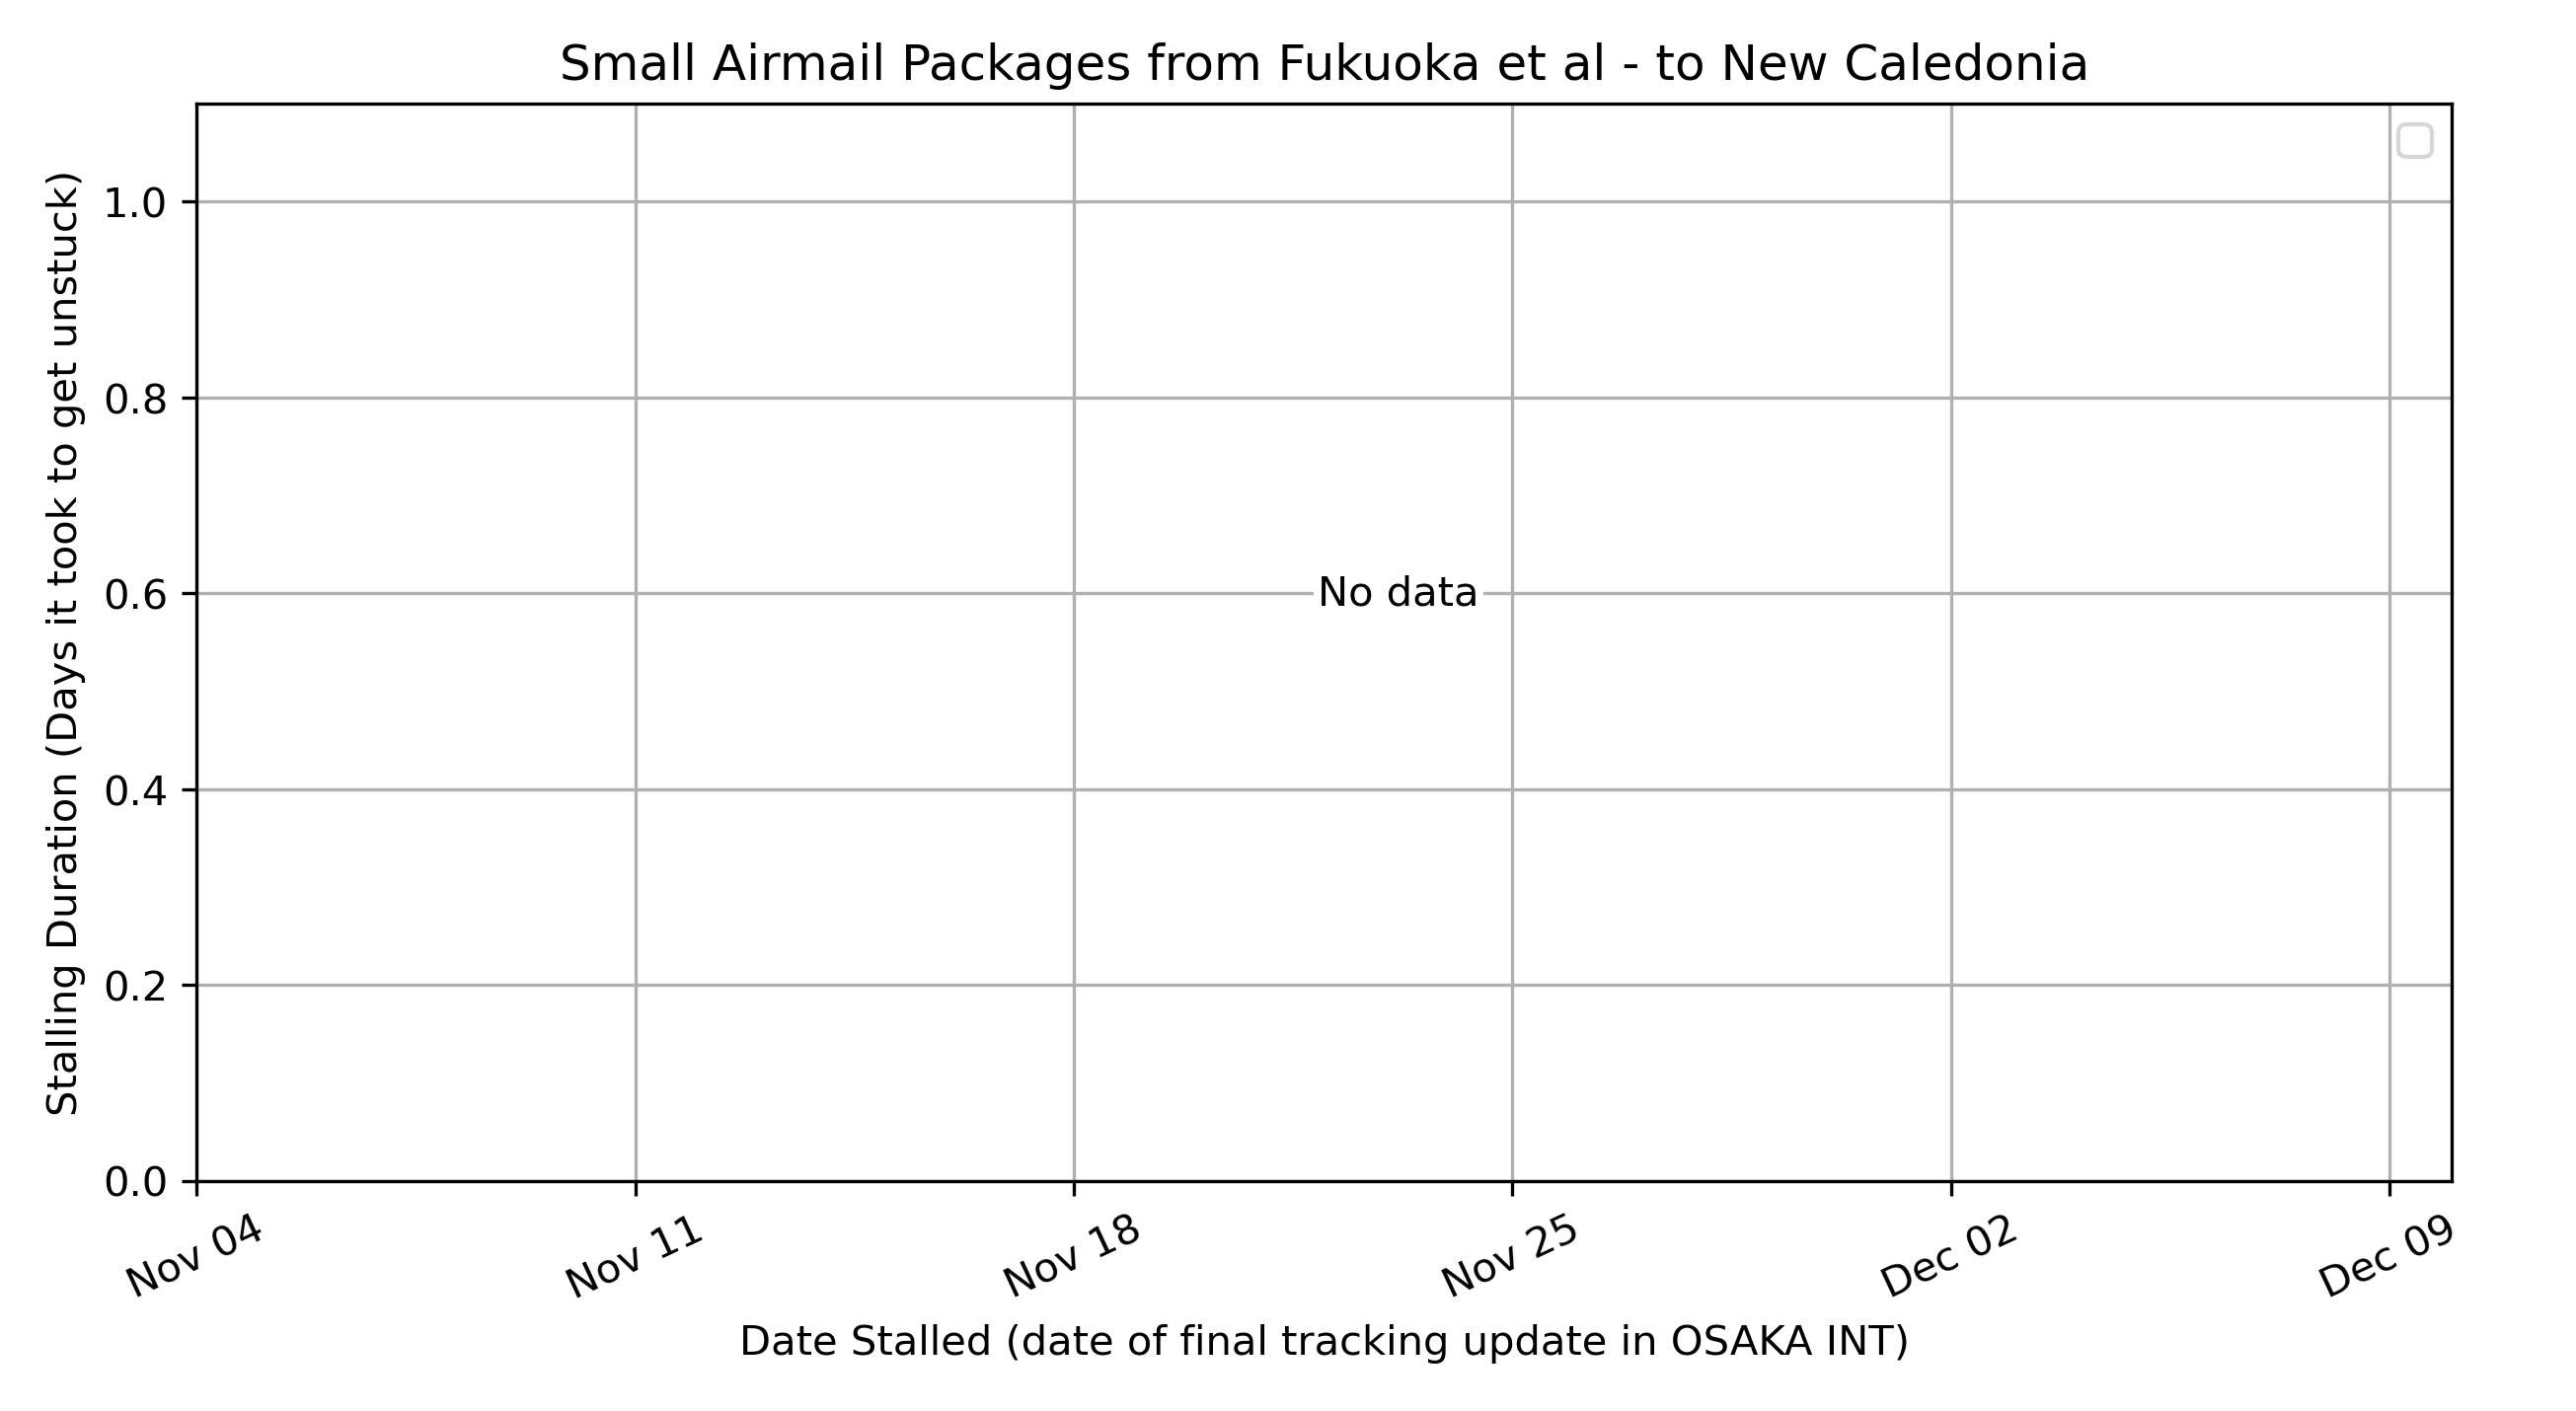 Small Airmail Packages from Fukuoka et al - to New Caledonia
Stalling Duration (Days it took to get unstuck)
1.0
0.8
0.6
0.4
0.2
0.0
No data
Nov 04
Nov 11
Nov 18
Nov 25
Dec 02
Dec 09
Date Stalled (date of final tracking update in OSAKA INT)